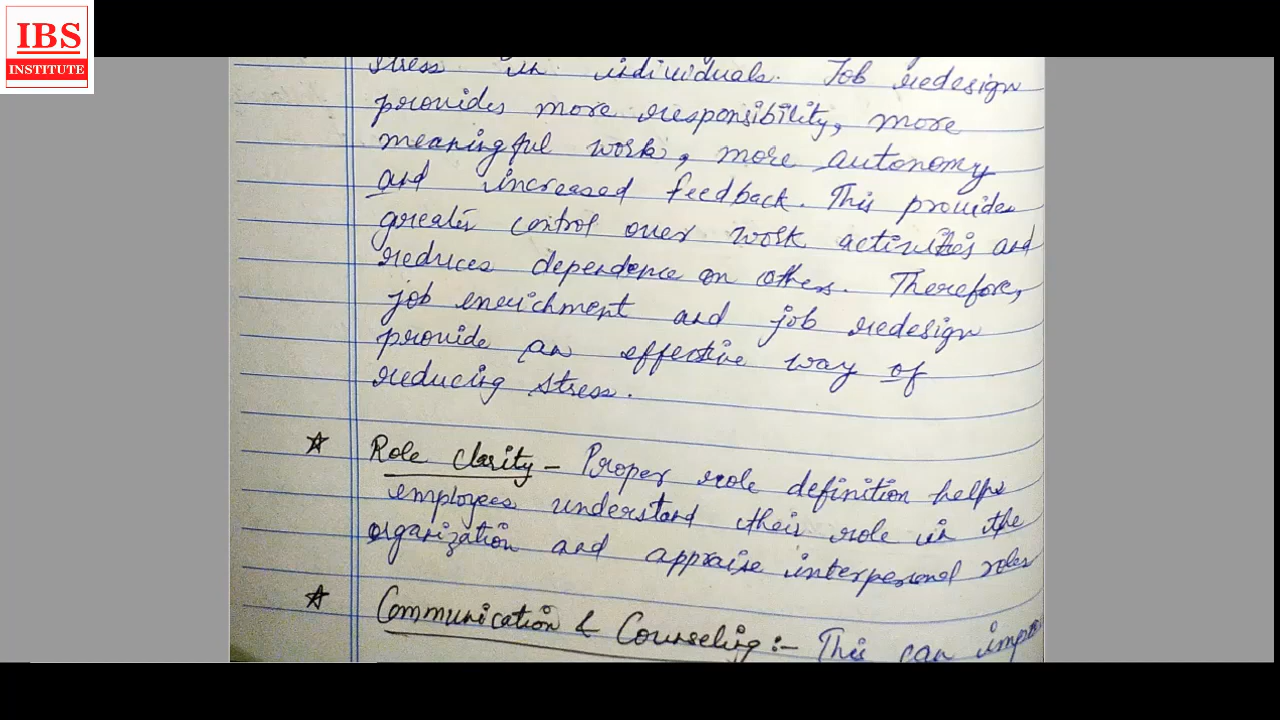 IBS
INSTITUTE
stress in individuals. Job redesign
provides more responsibility, more
meaningful work, more autonomy
and increased feedback. This provides
greater control over work activities and
reduces dependence on others. Therefore,
job enrichment and job redesign
provide an effective way of
reducing stress.
☆ Role clarity - Proper role definition helps
employees understand their role in the
organization and appraise interpersonal roles
☆ Communication & Counseling :- This can